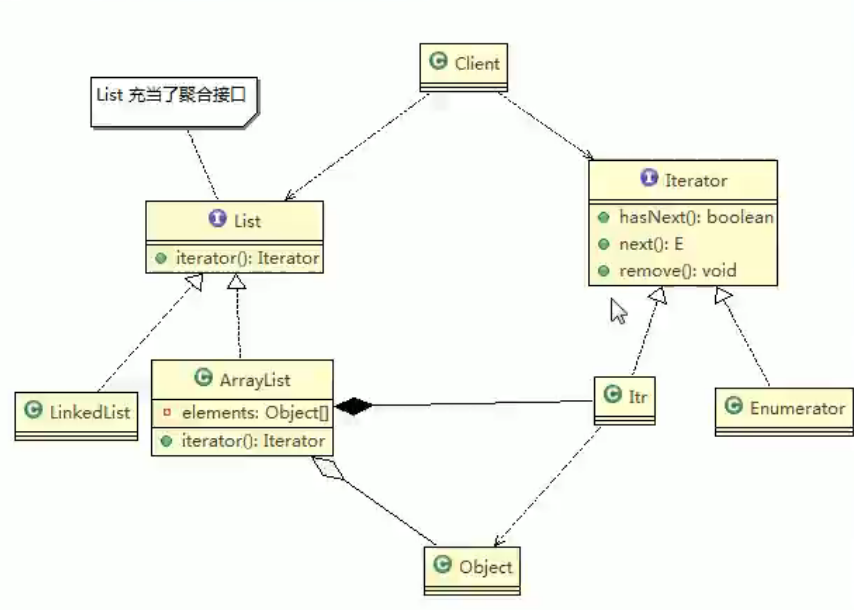 Client
List 充当了聚合接口
Iterator
hasNext(): boolean
next(): E
remove(): void
List
iterator(): Iterator
ArrayList
elements: Object[]
iterator(): Iterator
LinkedList
Itr
Enumerator
Object